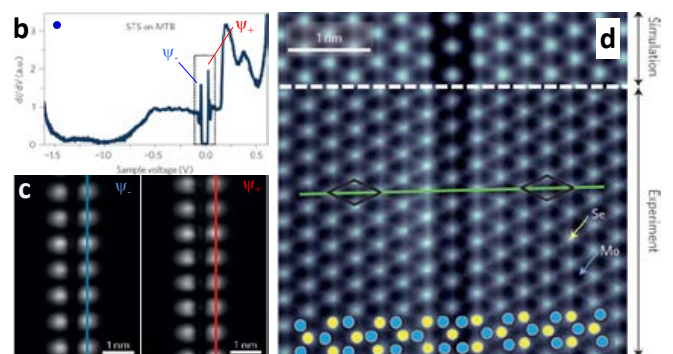 b
STS on MTB
ψ₊
ψ₋
dI/dV (a.u.)
3
2
1
0
−1.5
−1.0
−0.5
0.0
0.5
Sample voltage (V)
c
ψ₋
1 nm
ψ₊
1 nm
d
1 nm
Simulation
Experiment
Se
Mo